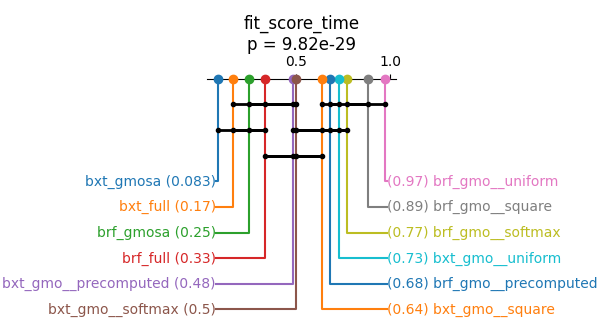 fit_score_time
p = 9.82e-29
0.5 1.0
bxt_gmosa (0.083) (0.97) brf_gmo__uniform
bxt_full (0.17) (0.89) brf_gmo__square
brf_gmosa (0.25) (0.77) brf_gmo__softmax
brf_full (0.33) (0.73) bxt_gmo__uniform
bxt_gmo__precomputed (0.48) (0.68) brf_gmo__precomputed
bxt_gmo__softmax (0.5) (0.64) bxt_gmo__square